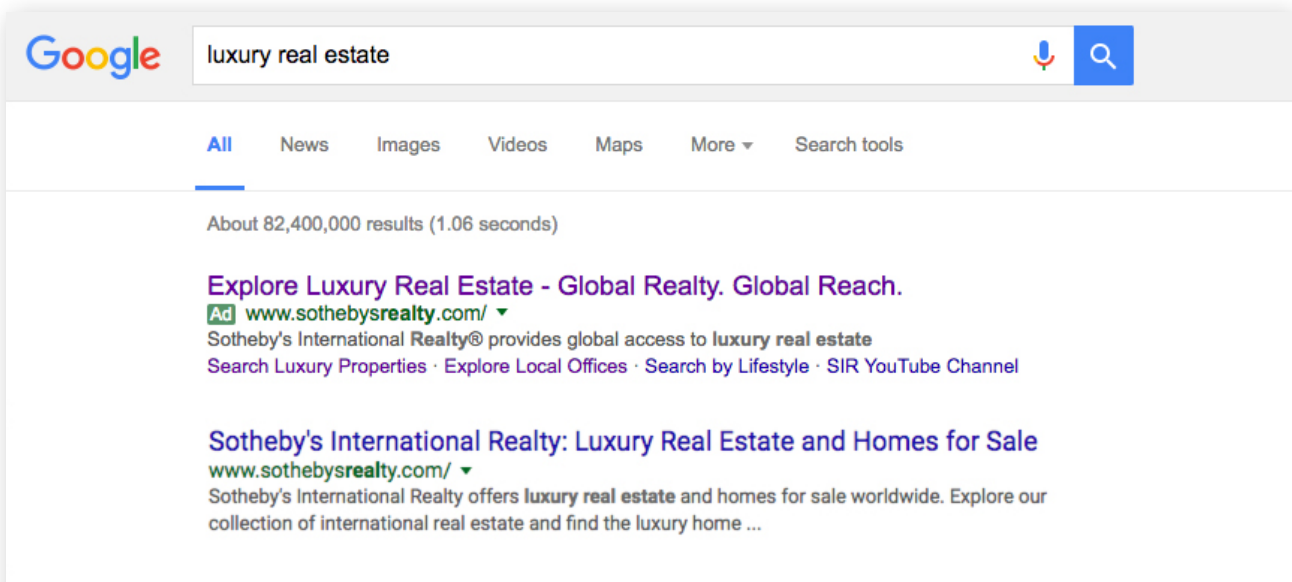 Google luxury real estate
All News Images Videos Maps More Search tools
About 82,400,000 results (1.06 seconds)
Explore Luxury Real Estate - Global Realty. Global Reach.
Ad www.sothebysrealty.com/
Sotheby's International Realty® provides global access to luxury real estate
Search Luxury Properties · Explore Local Offices · Search by Lifestyle · SIR YouTube Channel
Sotheby's International Realty: Luxury Real Estate and Homes for Sale
www.sothebysrealty.com/
Sotheby's International Realty offers luxury real estate and homes for sale worldwide. Explore our
collection of international real estate and find the luxury home ...